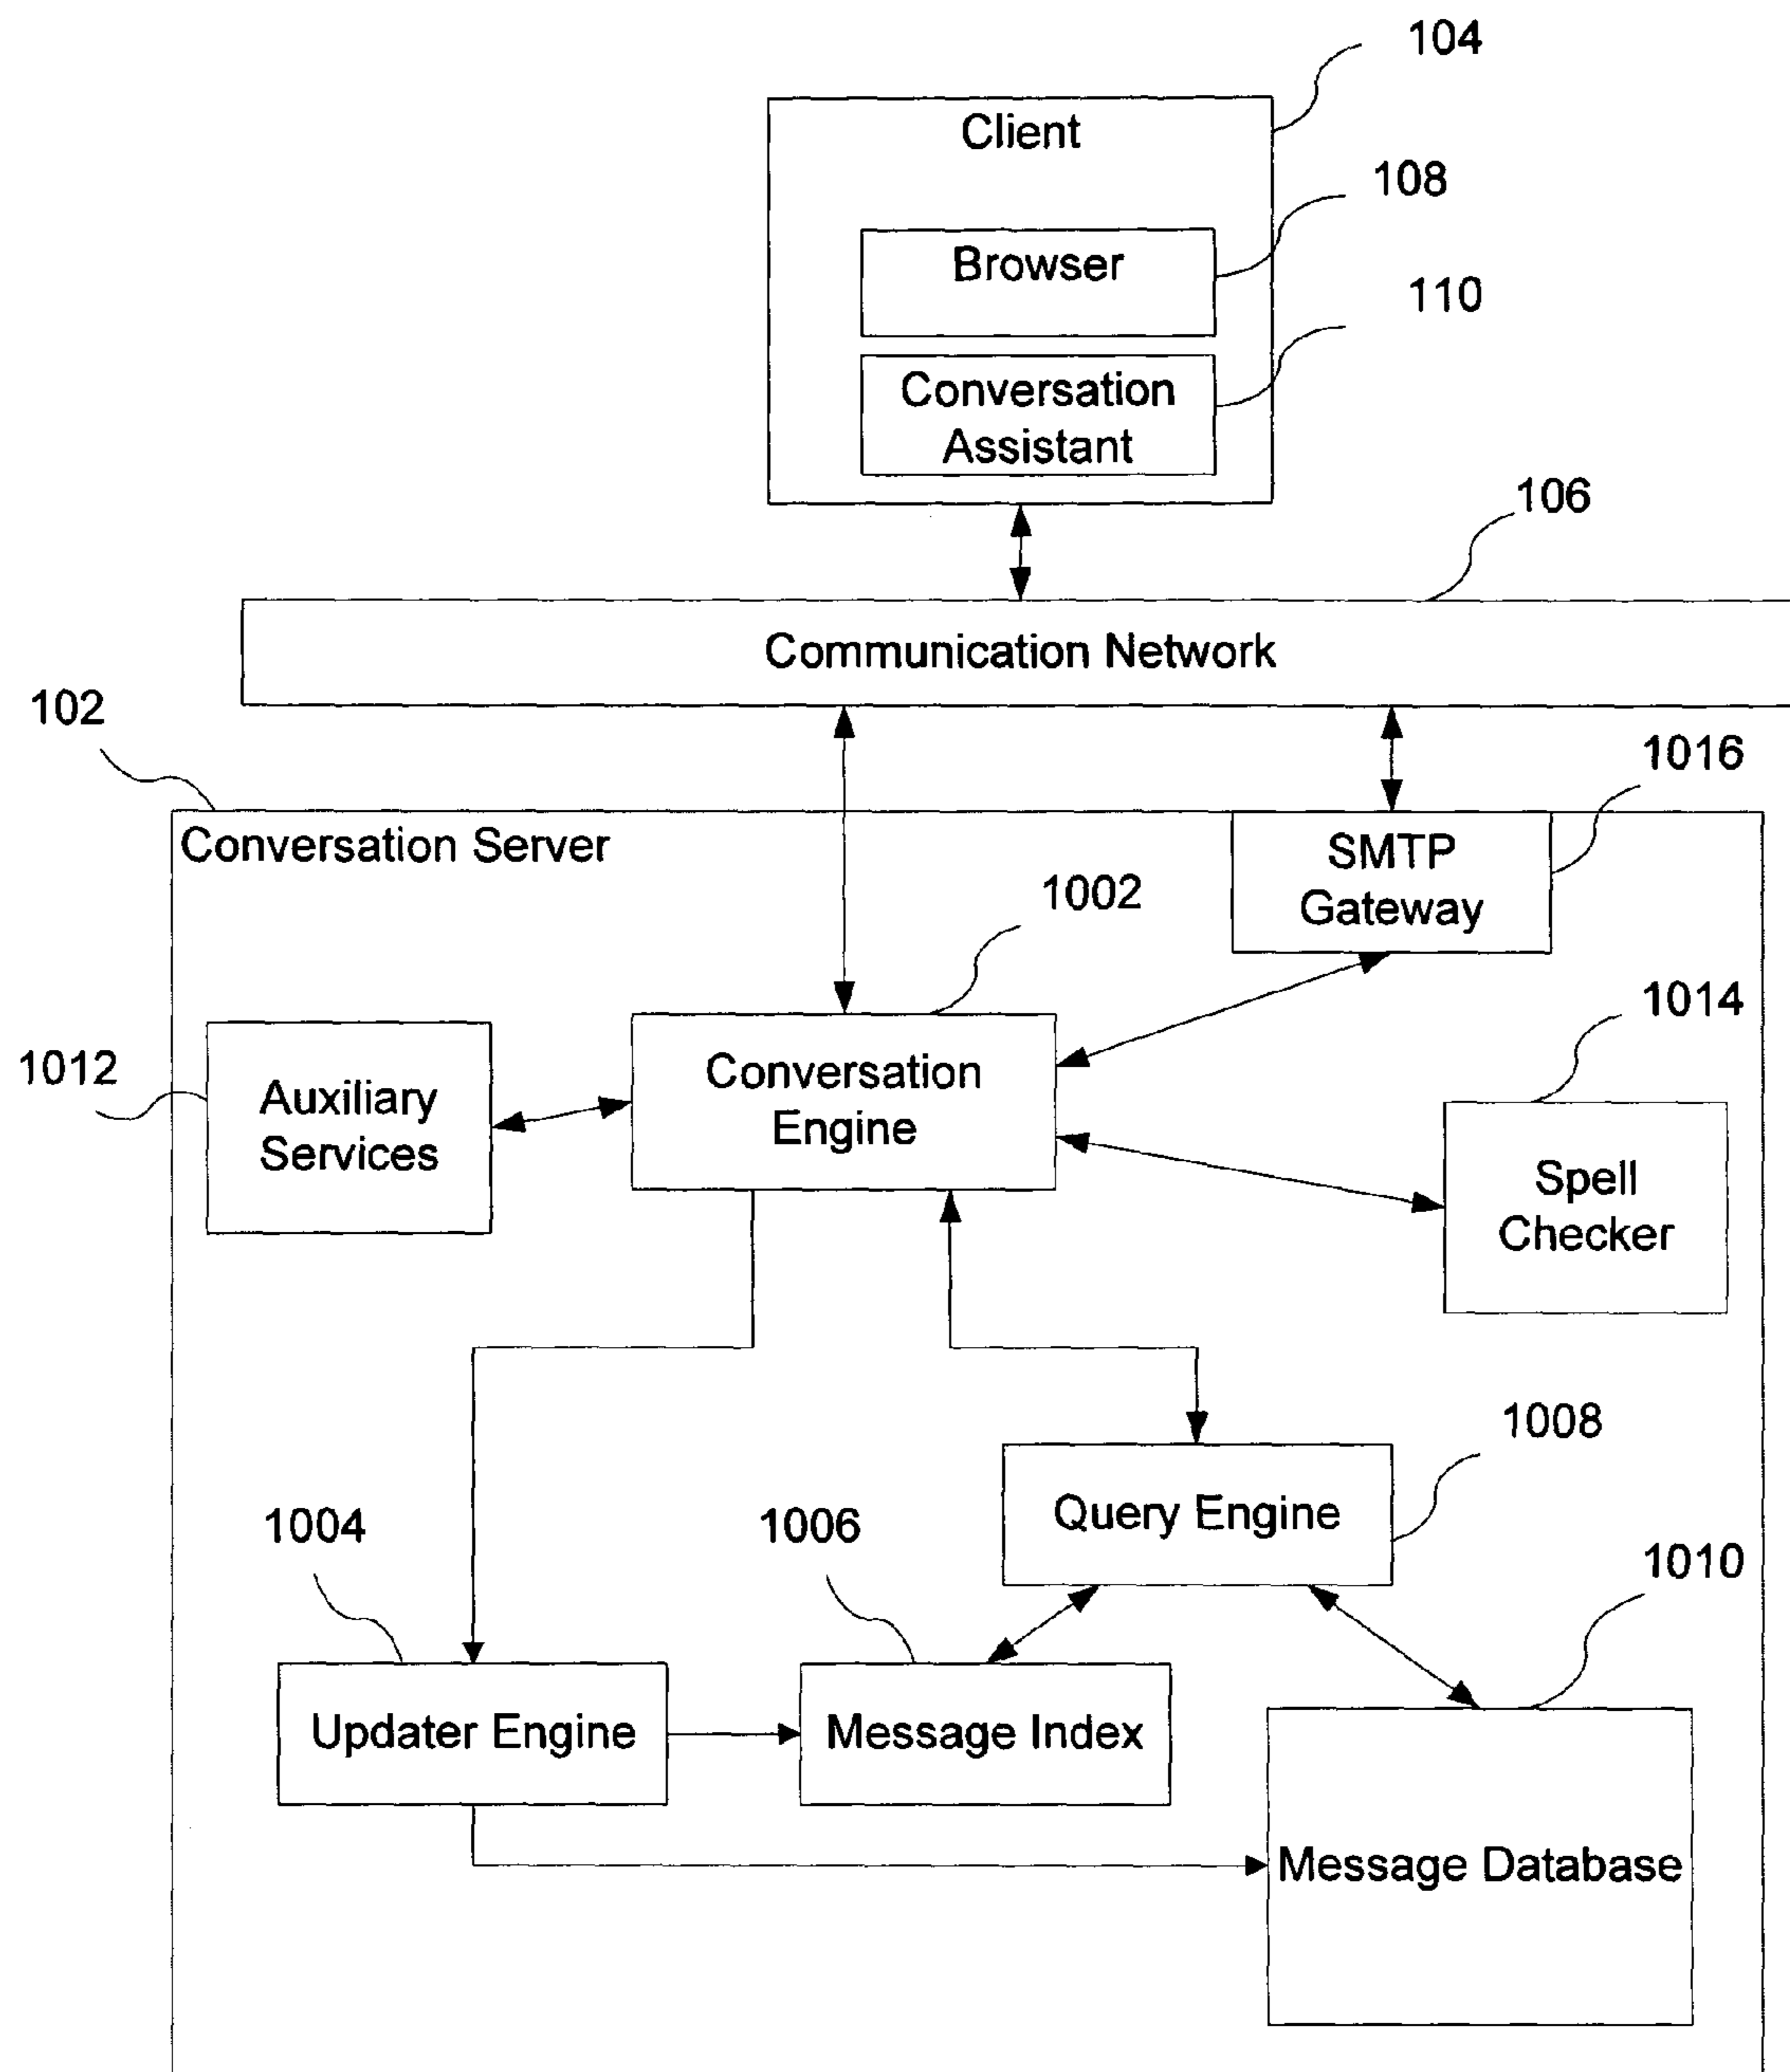 104
Client
108
Browser
110
Conversation
Assistant
106
Communication Network
102
1016
Conversation Server
SMTP
Gateway
1002
1014
1012
Auxiliary
Services
Conversation
Engine
Spell
Checker
1008
Query Engine
1004
1006
1010
Updater Engine
Message Index
Message Database